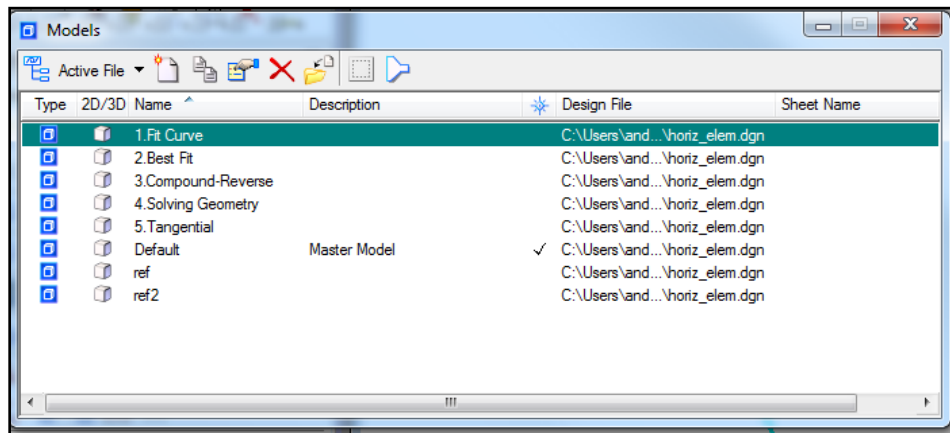 Models
Active File
Type 2D/3D Name Description Design File Sheet Name
1.Fit Curve C:\Users\and...\horiz_elem.dgn
2.Best Fit C:\Users\and...\horiz_elem.dgn
3.Compound-Reverse C:\Users\and...\horiz_elem.dgn
4.Solving Geometry C:\Users\and...\horiz_elem.dgn
5.Tangential C:\Users\and...\horiz_elem.dgn
Default Master Model ✓ C:\Users\and...\horiz_elem.dgn
ref C:\Users\and...\horiz_elem.dgn
ref2 C:\Users\and...\horiz_elem.dgn